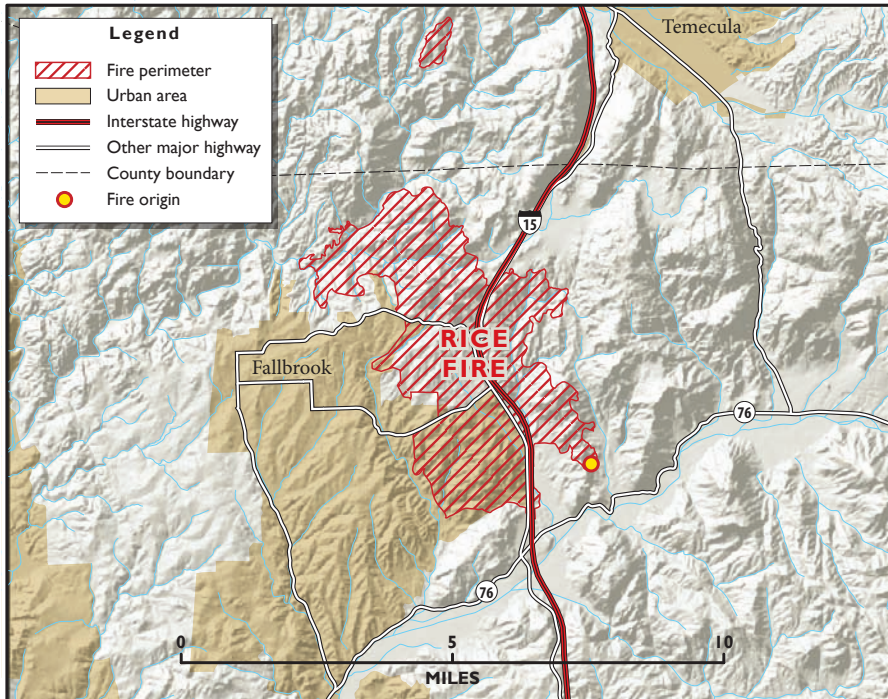 Legend
Fire perimeter
Urban area
Interstate highway
Other major highway
County boundary
Fire origin
Temecula
15
RICE
FIRE
Fallbrook
76
76
0 5 10
MILES